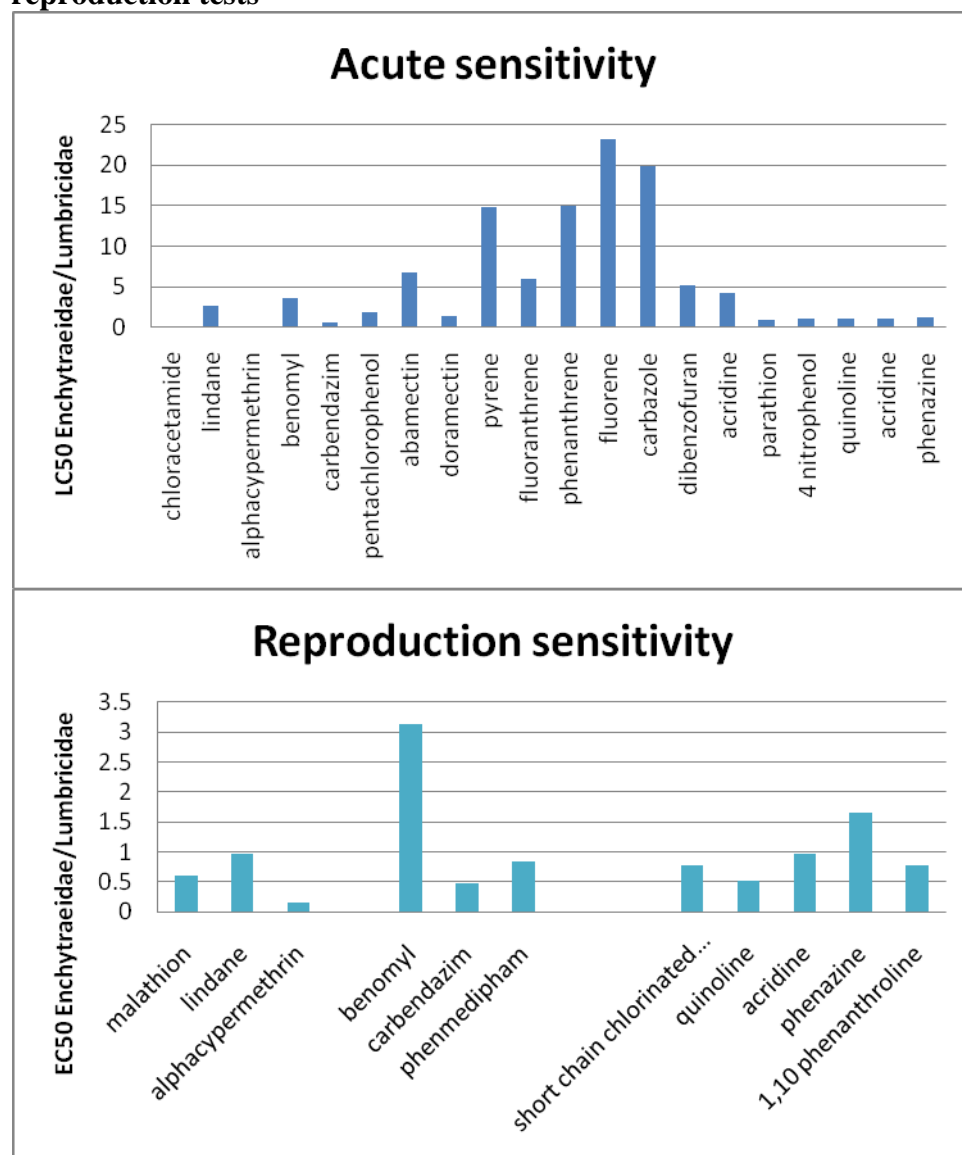 reproduction tests
Acute sensitivity
LC50 Enchytraeidae/Lumbricidae
25
20
15
10
5
0
chloracetamide
lindane
alphacypermethrin
benomyl
carbendazim
pentachlorophenol
abamectin
doramectin
pyrene
fluoranthrene
phenanthrene
fluorene
carbazole
dibenzofuran
acridine
parathion
4 nitrophenol
quinoline
acridine
phenazine
Reproduction sensitivity
EC50 Enchytraeidae/Lumbricidae
3.5
3
2.5
2
1.5
1
0.5
0
malathion
lindane
alphacypermethrin
benomyl
carbendazim
phenmedipham
short chain chlorinated...
quinoline
acridine
phenazine
1,10 phenanthroline